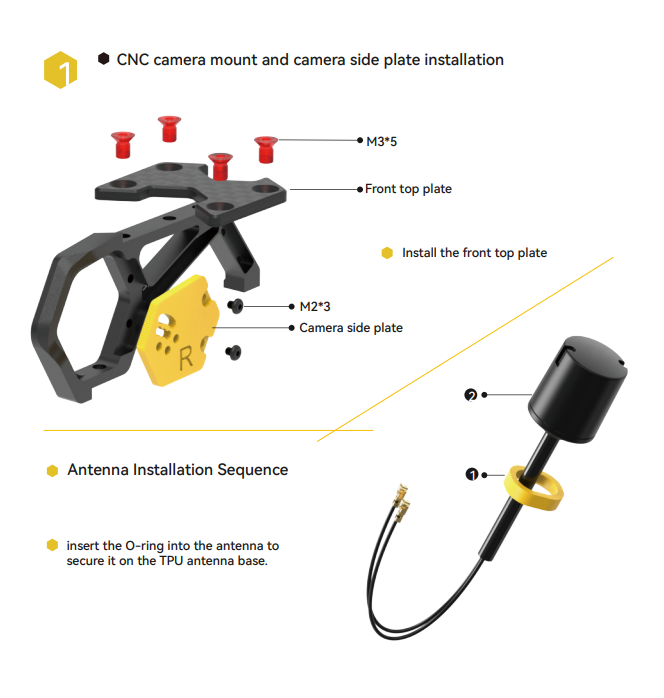 1
CNC camera mount and camera side plate installation
M3*5
Front top plate
Install the front top plate
M2*3
Camera side plate
R
2
Antenna Installation Sequence
1
insert the O-ring into the antenna to
secure it on the TPU antenna base.